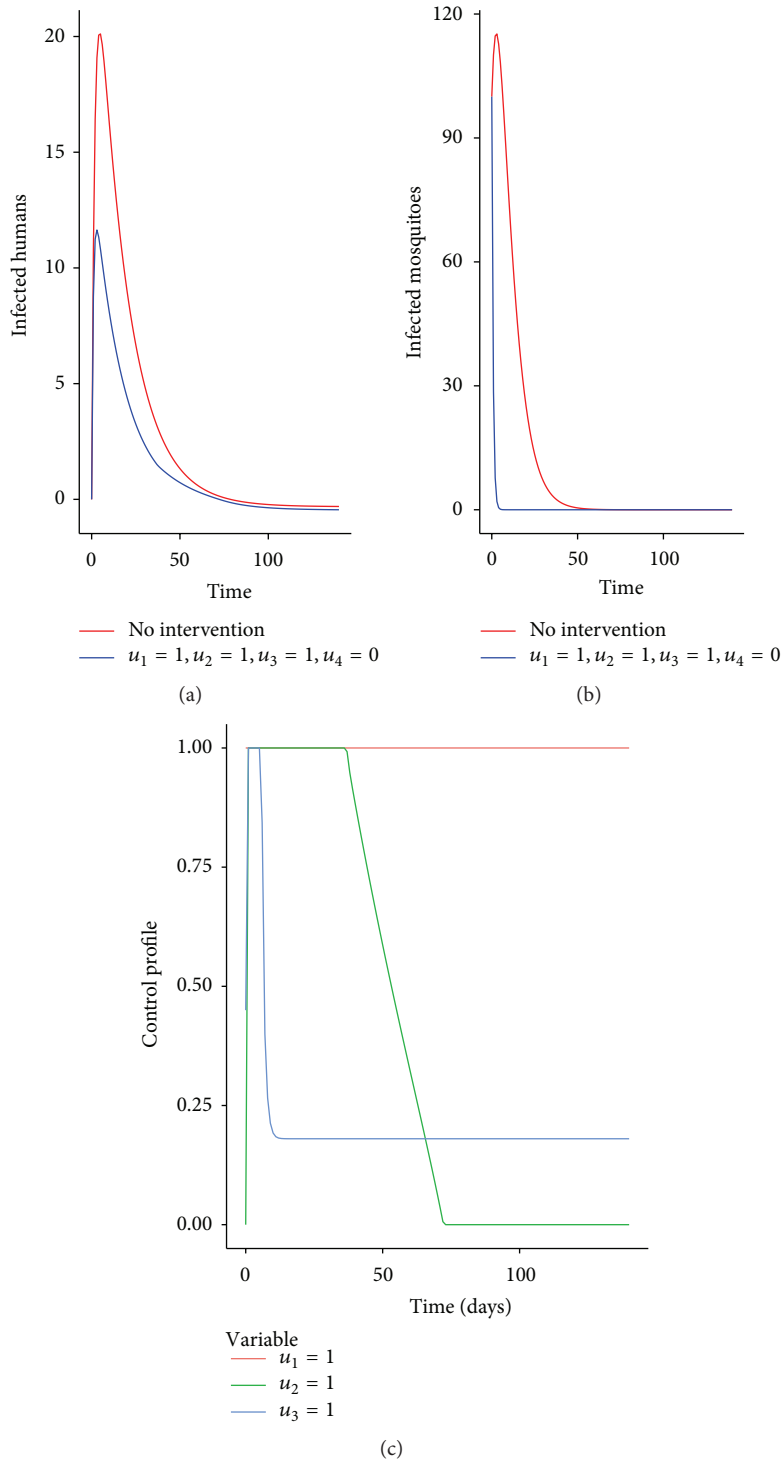 20
15
10
5
0
Infected humans
0
50
100
Time
No intervention
u₁ = 1, u₂ = 1, u₃ = 1, u₄ = 0
(a)
120
90
60
30
0
Infected mosquitoes
0
50
100
Time
No intervention
u₁ = 1, u₂ = 1, u₃ = 1, u₄ = 0
(b)
1.00
0.75
0.50
0.25
0.00
Control profile
0
50
100
Time (days)
Variable
u₁ = 1
u₂ = 1
u₃ = 1
(c)